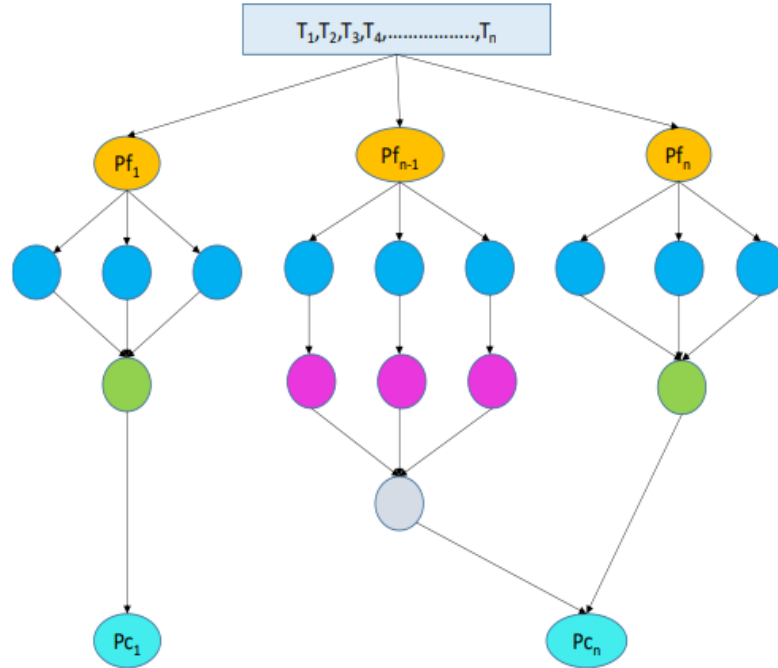 T₁,T₂,T₃,T₄,………………..,Tₙ
Pf₁
Pfₙ₋₁
Pfₙ
Pc₁
Pcₙ